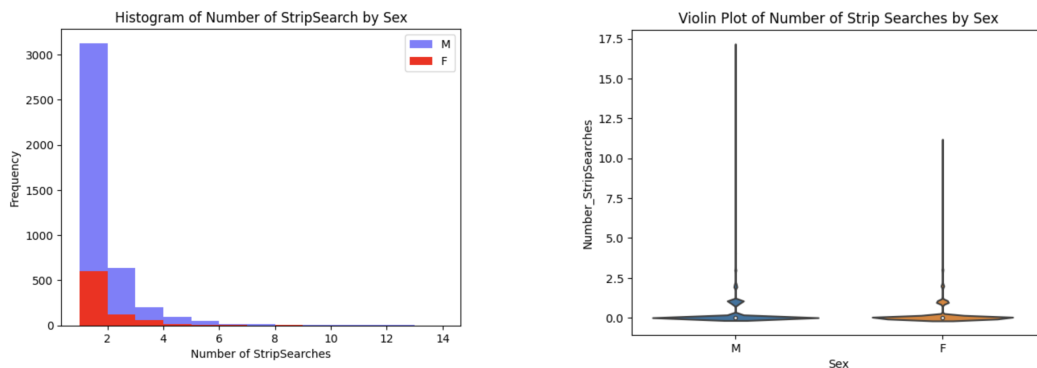 Histogram of Number of StripSearch by Sex
M
F
3000
2500
2000
1500
1000
500
0
Frequency
2
4
6
8
10
12
14
Number of StripSearches
Violin Plot of Number of Strip Searches by Sex
17.5
15.0
12.5
10.0
7.5
5.0
2.5
0.0
Number_StripSearches
M
F
Sex